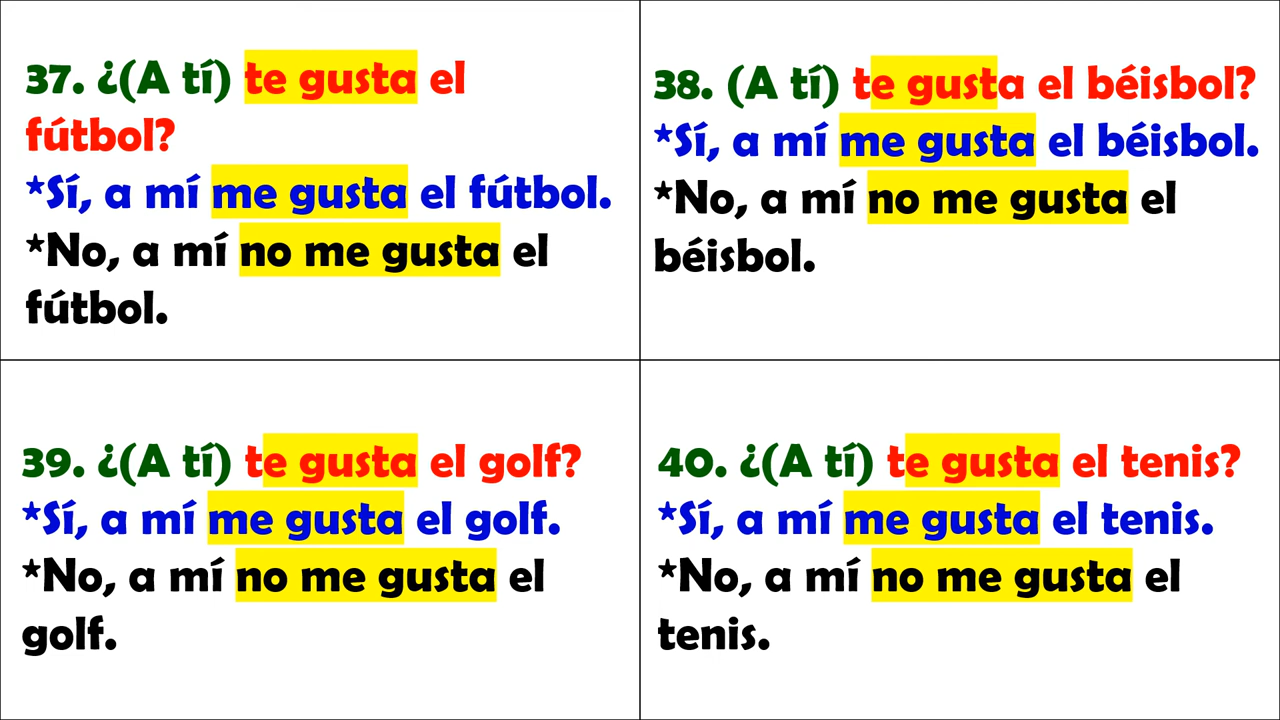 37. ¿(A tí) te gusta el
fútbol?
*Sí, a mí me gusta el fútbol.
*No, a mí no me gusta el
fútbol.
38. (A tí) te gusta el béisbol?
*Sí, a mí me gusta el béisbol.
*No, a mí no me gusta el
béisbol.
39. ¿(A tí) te gusta el golf?
*Sí, a mí me gusta el golf.
*No, a mí no me gusta el
golf.
40. ¿(A tí) te gusta el tenis?
*Sí, a mí me gusta el tenis.
*No, a mí no me gusta el
tenis.